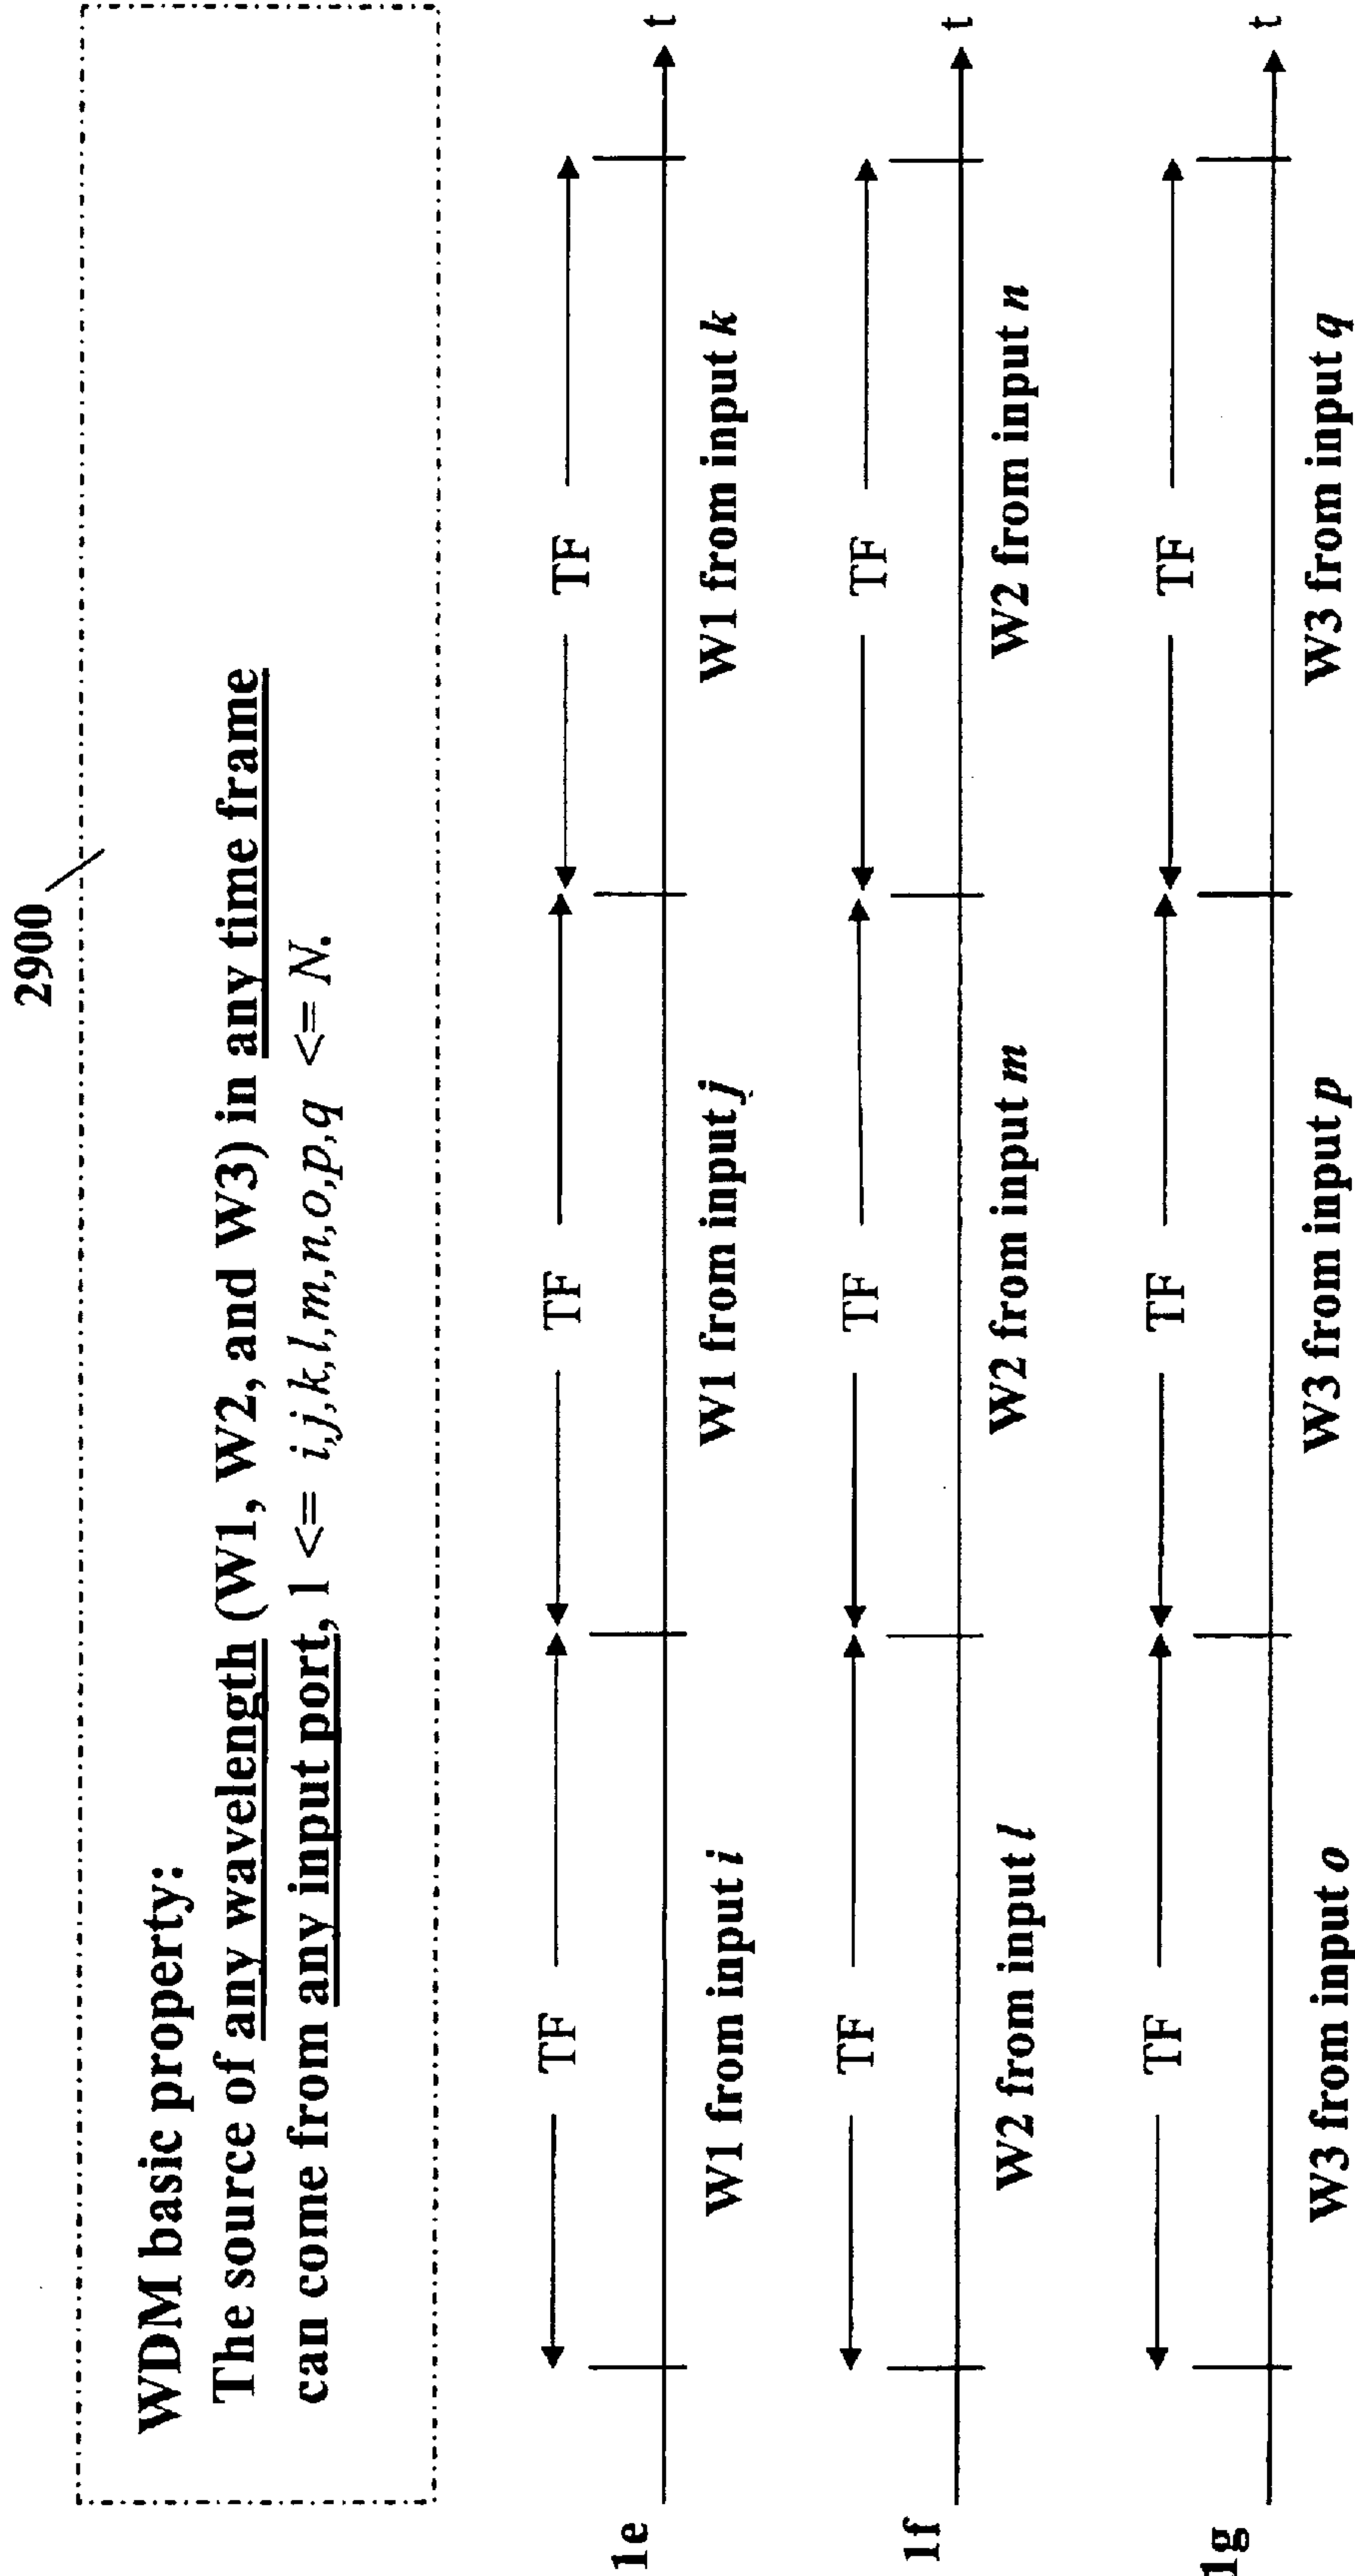 2900
WDM basic property:
The source of any wavelength (W1, W2, and W3) in any time frame
can come from any input port, 1 <= i,j,k,l,m,n,o,p,q <= N.
TF TF TF
1e t
W1 from input i W1 from input j W1 from input k
TF TF TF
1f t
W2 from input l W2 from input m W2 from input n
TF TF TF
1g t
W3 from input o W3 from input p W3 from input q